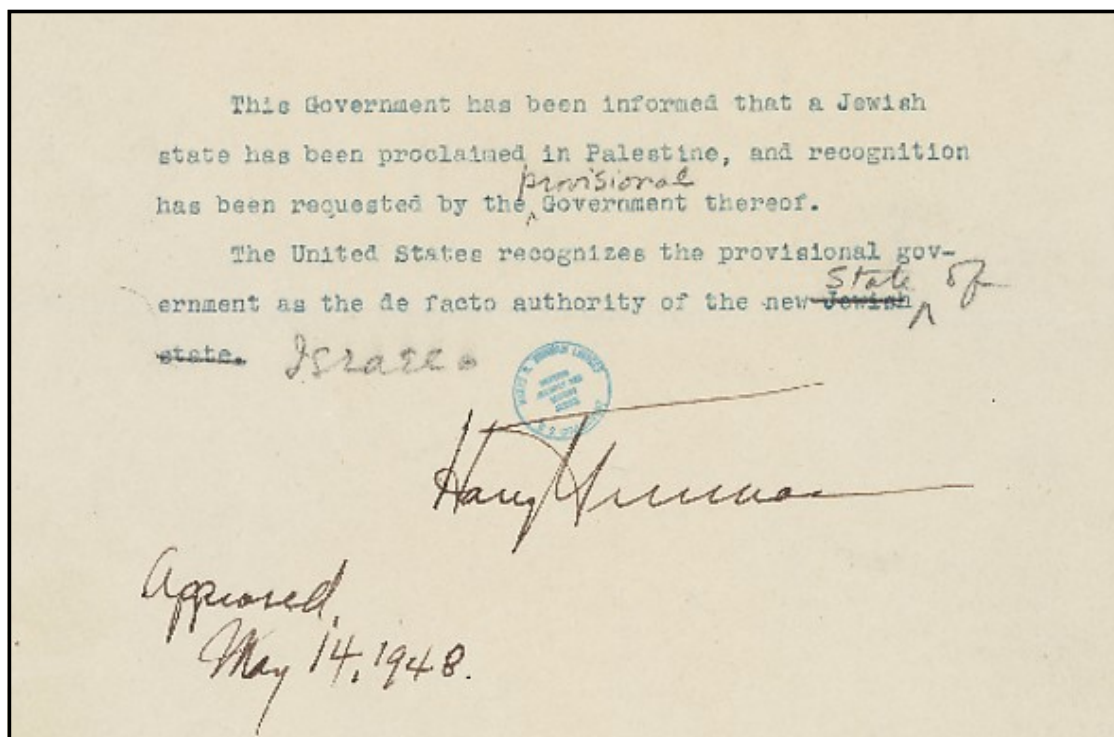 This Government has been informed that a Jewish
state has been proclaimed in Palestine, and recognition
provisional
has been requested by the ^ Government thereof.
The United States recognizes the provisional gov-
State of
ernment as the de facto authority of the new Jewish ^
state. Israel.
Harry Truman
Approved,
May 14, 1948.